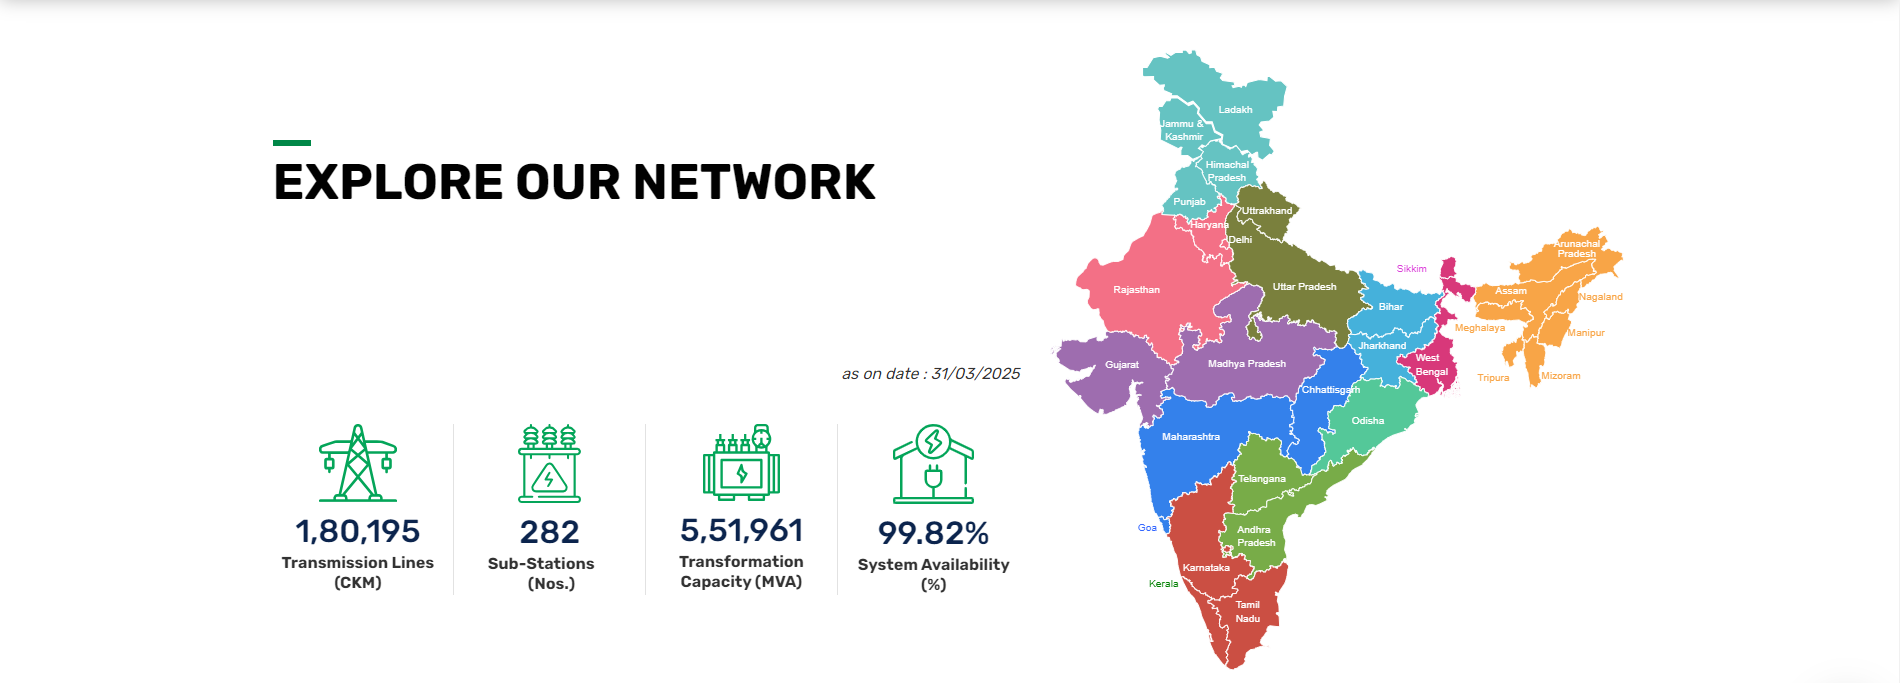 EXPLORE OUR NETWORK
as on date : 31/03/2025
1,80,195
Transmission Lines
(CKM)
282
Sub-Stations
(Nos.)
5,51,961
Transformation
Capacity (MVA)
99.82%
System Availability
(%)
Ladakh
Jammu &
Kashmir
Himachal
Pradesh
Punjab
Uttrakhand
Haryana
Delhi
Arunachal
Pradesh
Sikkim
Rajasthan
Uttar Pradesh
Assam
Nagaland
Bihar
Meghalaya
Manipur
Jharkhand
West
Bengal
Gujarat
Madhya Pradesh
Tripura
Mizoram
Chhattisgarh
Odisha
Maharashtra
Telangana
Goa
Andhra
Pradesh
Karnataka
Kerala
Tamil
Nadu